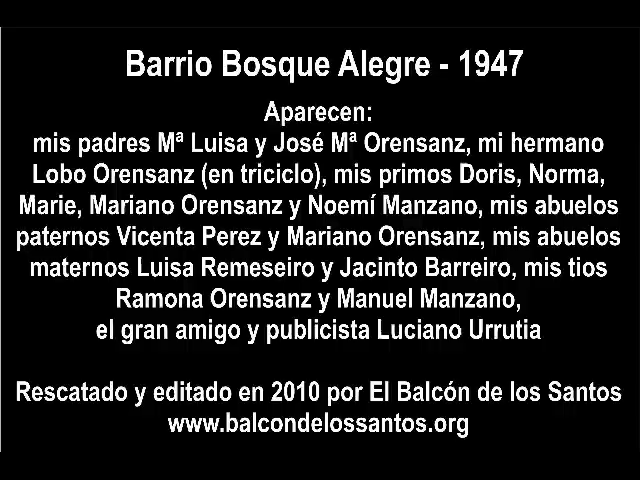 Barrio Bosque Alegre - 1947
Aparecen:
mis padres Mª Luisa y José Mª Orensanz, mi hermano
Lobo Orensanz (en triciclo), mis primos Doris, Norma,
Marie, Mariano Orensanz y Noemí Manzano, mis abuelos
paternos Vicenta Perez y Mariano Orensanz, mis abuelos
maternos Luisa Remeseiro y Jacinto Barreiro, mis tios
Ramona Orensanz y Manuel Manzano,
el gran amigo y publicista Luciano Urrutia
Rescatado y editado en 2010 por El Balcón de los Santos
www.balcondelossantos.org